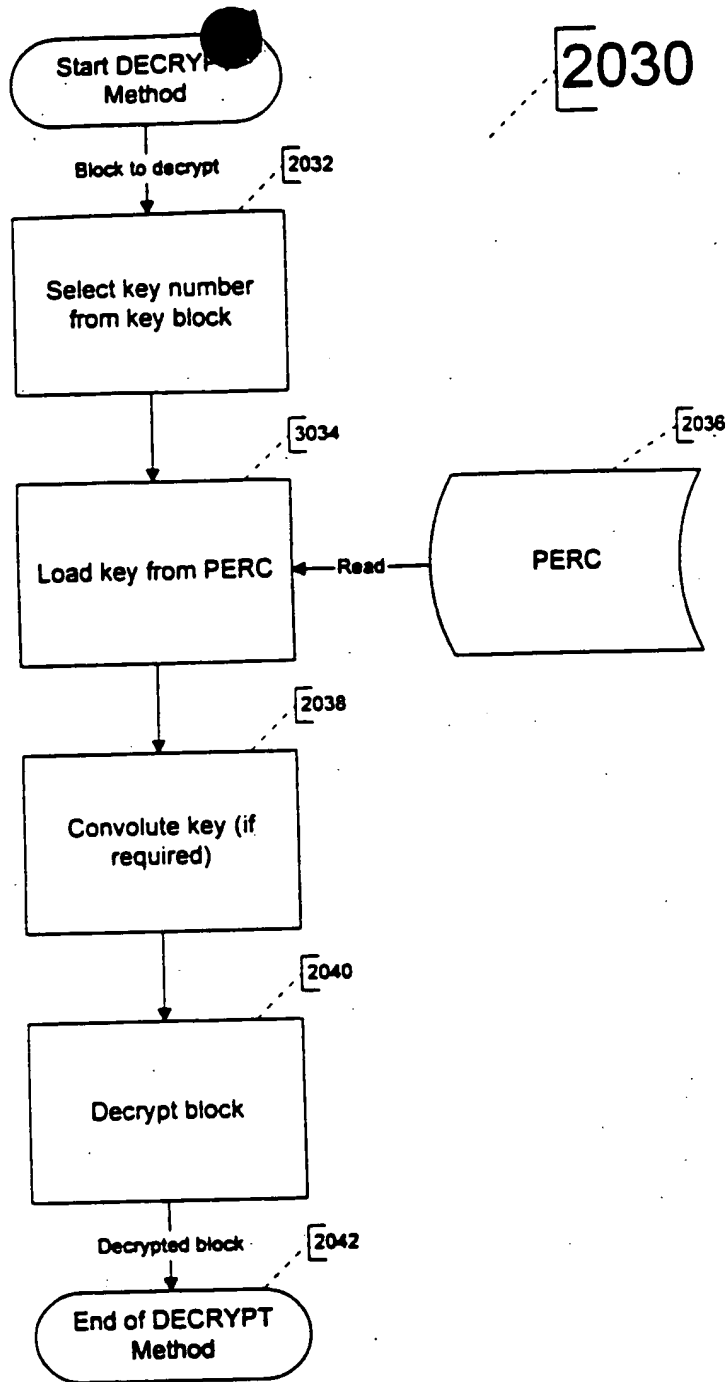 Start DECRYPT
Method
2030
Block to decrypt
2032
Select key number
from key block
3034
2036
Load key from PERC
Read
PERC
2038
Convolute key (if
required)
2040
Decrypt block
Decrypted block
2042
End of DECRYPT
Method